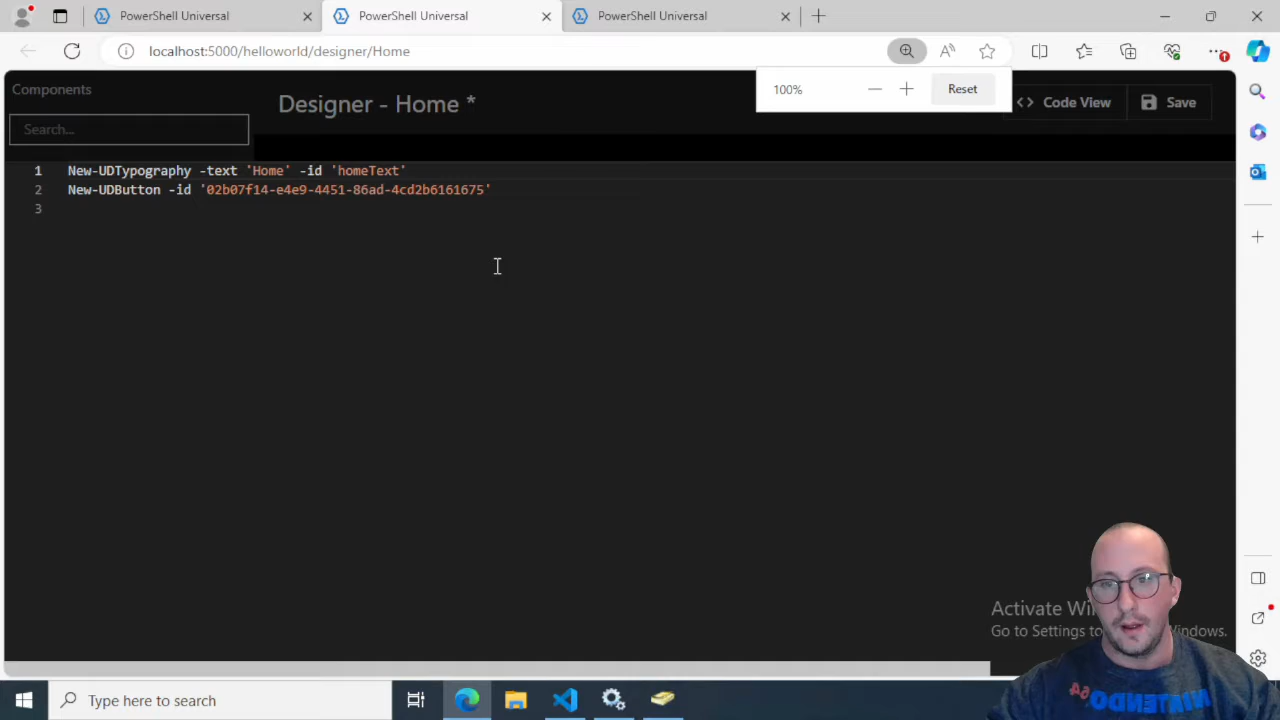 PowerShell Universal
PowerShell Universal
PowerShell Universal
localhost:5000/helloworld/designer/Home
Components
Search...
Designer - Home *
100%
Reset
Code View
Save
1 New-UDTypography -text 'Home' -id 'homeText'
2 New-UDButton -id '02b07f14-e4e9-4451-86ad-4cd2b6161675'
3
Activate Wi
Go to Settings to
Windows.
NINTENDO64
Type here to search